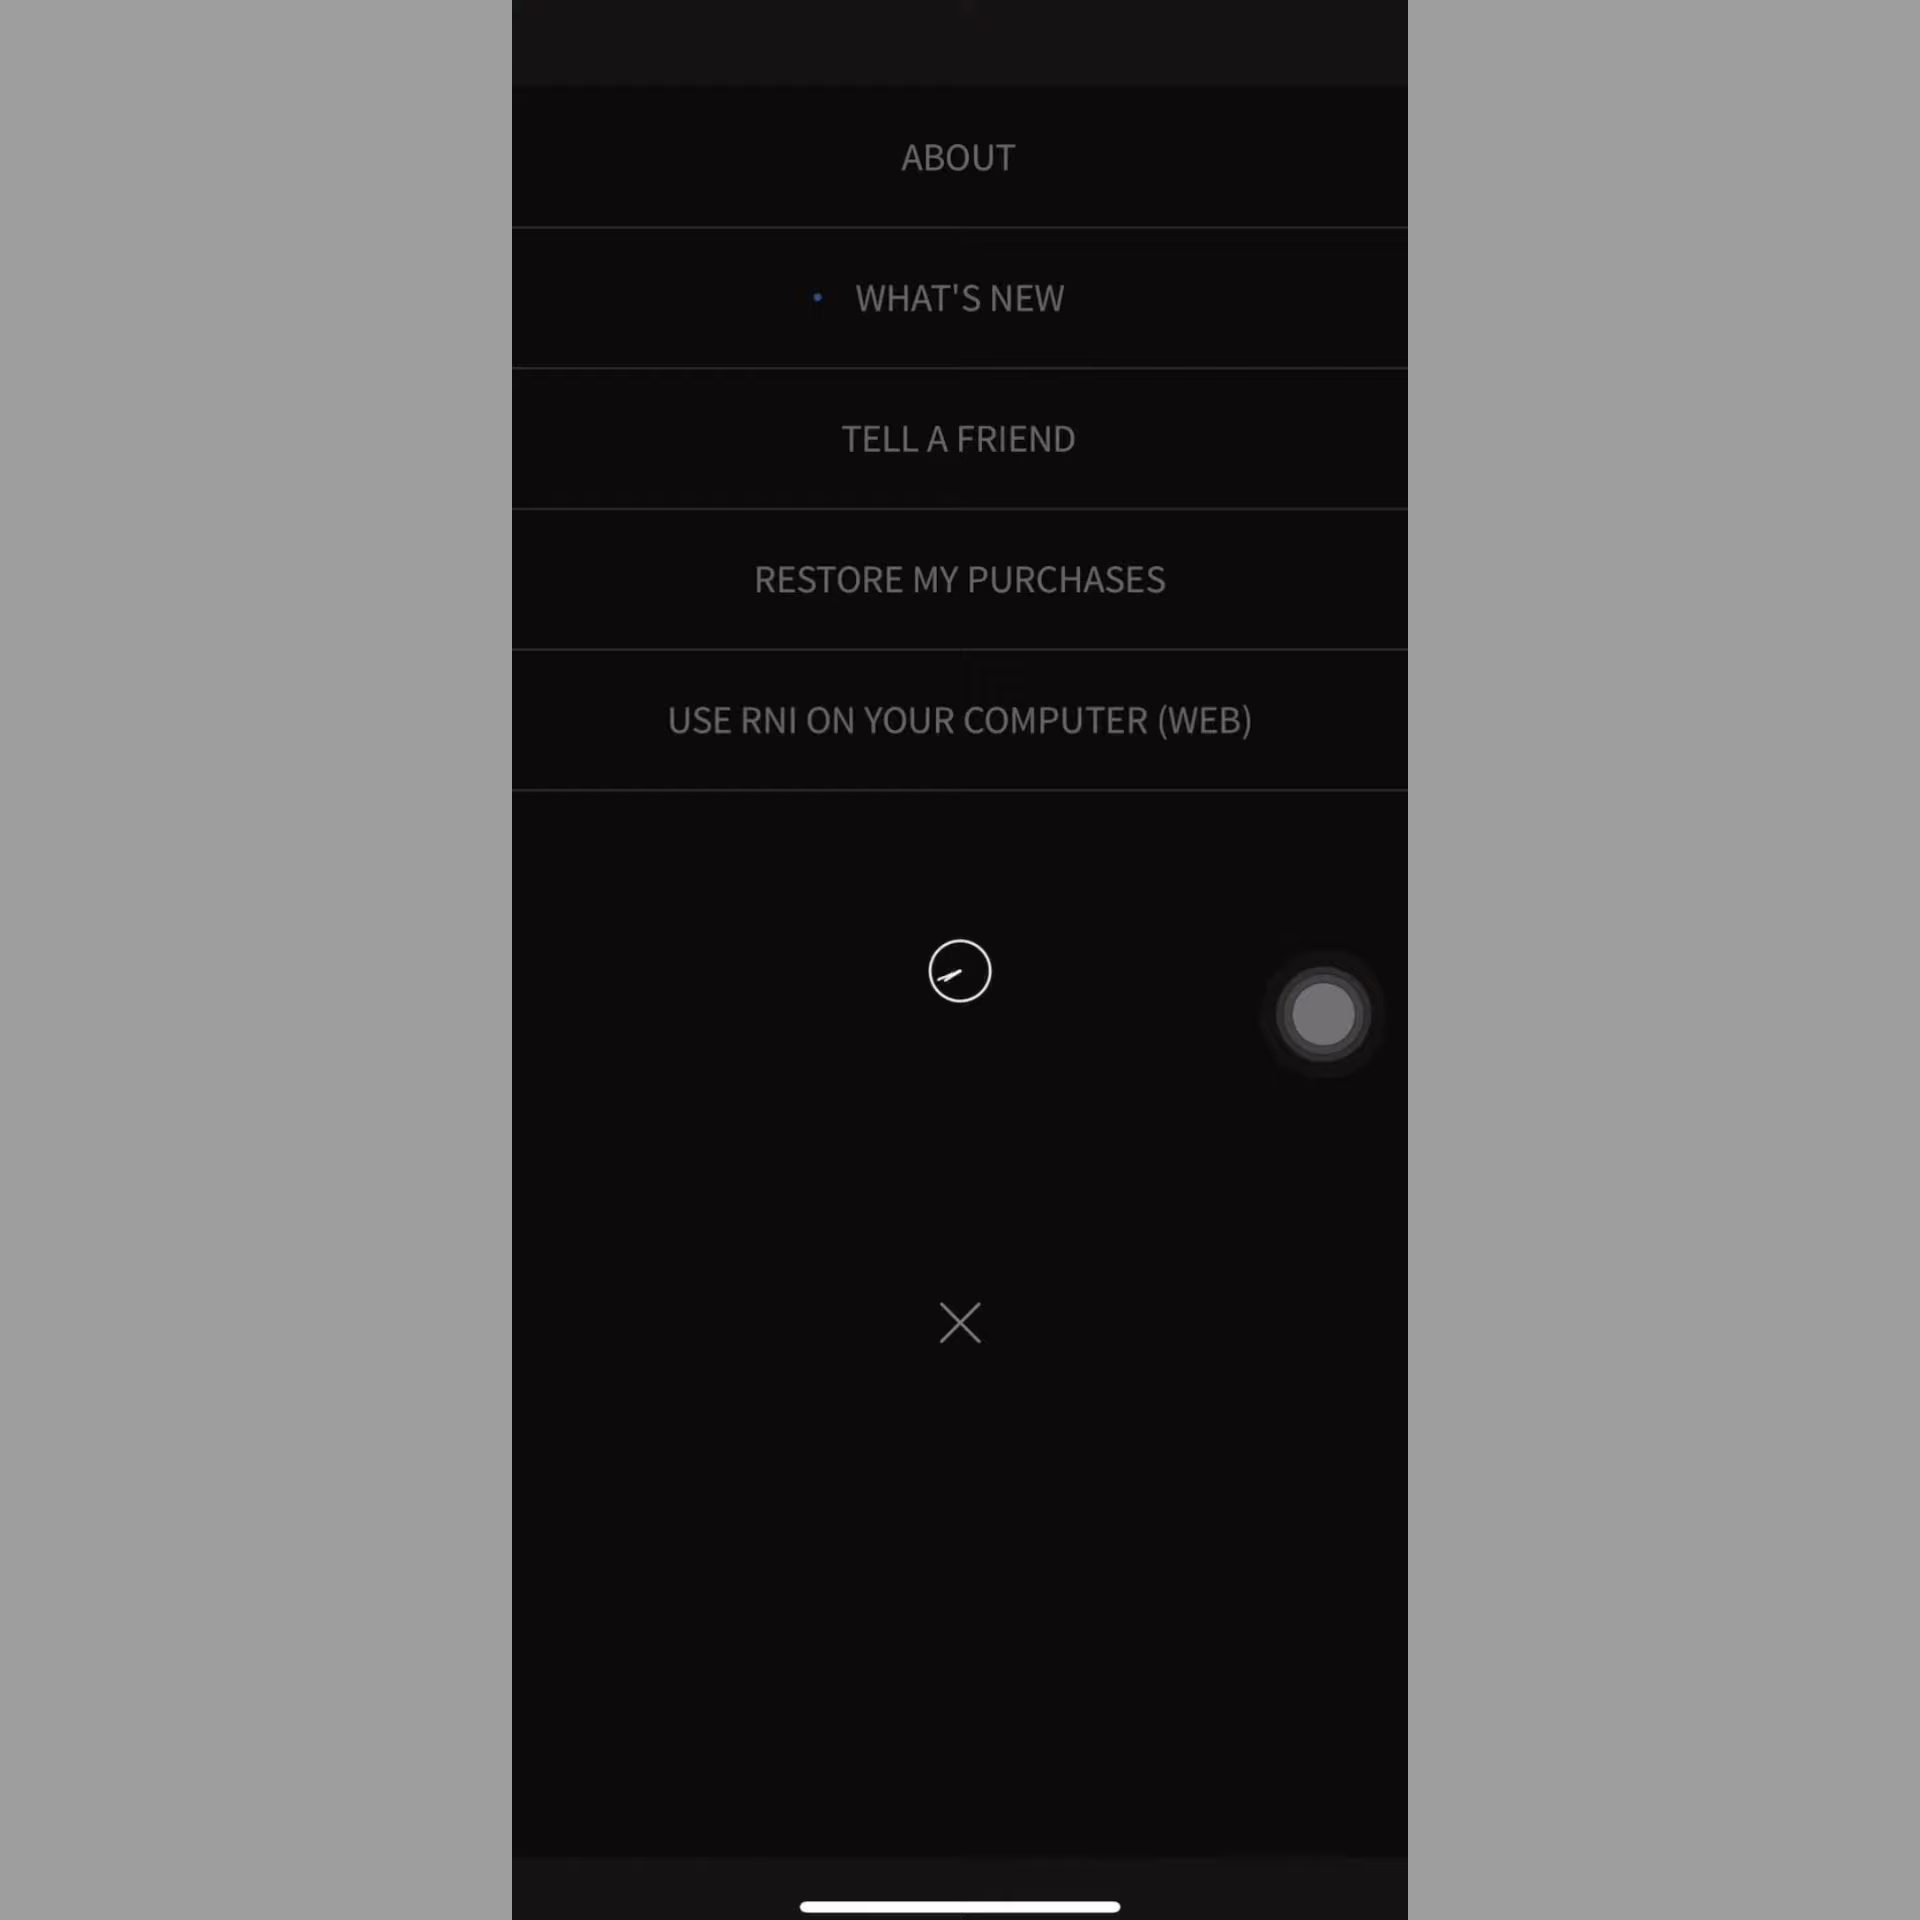 ABOUT
WHAT'S NEW
TELL A FRIEND
RESTORE MY PURCHASES
USE RNI ON YOUR COMPUTER (WEB)